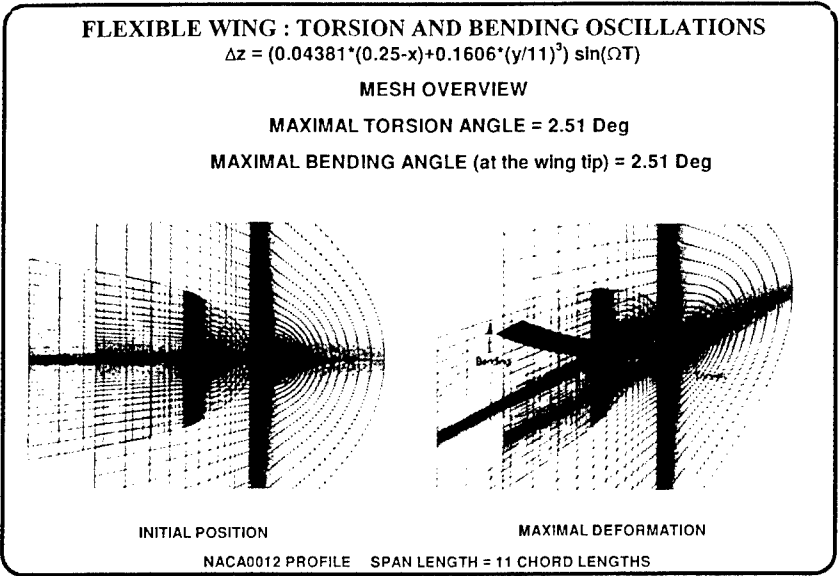 FLEXIBLE WING : TORSION AND BENDING OSCILLATIONS
Δz = (0.04381*(0.25-x)+0.1606*(y/11)³) sin(ΩT)
MESH OVERVIEW
MAXIMAL TORSION ANGLE = 2.51 Deg
MAXIMAL BENDING ANGLE (at the wing tip) = 2.51 Deg
Bending
INITIAL POSITION
MAXIMAL DEFORMATION
NACA0012 PROFILE SPAN LENGTH = 11 CHORD LENGTHS